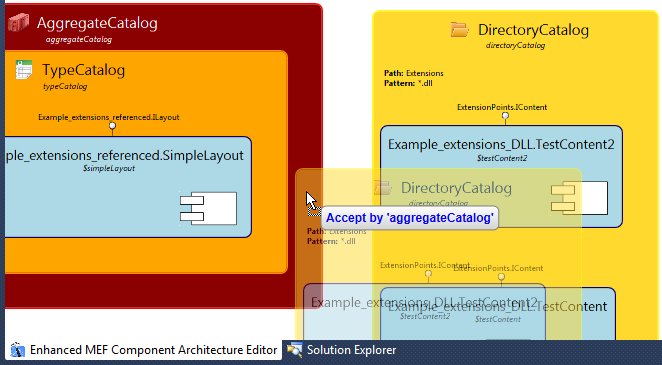 AggregateCatalog
aggregateCatalog
TypeCatalog
typeCatalog
Example_extensions_referenced.ILayout
ple_extensions_referenced.SimpleLayout
$simpleLayout
DirectoryCatalog
directoryCatalog
Path: Extensions
Pattern: *.dll
ExtensionPoints.IContent
Example_extensions_DLL.TestContent2
$testContent2
DirectoryCatalog
directoryCatalog
Accept by 'aggregateCatalog'
Path: Extensions
Pattern: *.dll
ExtensionPoints.IContent
ExtensionPoints.IContent
Example_extensions_DLL.TestContent2
$testContent2
Example_extensions_DLL.TestContent
$testContent
Enhanced MEF Component Architecture Editor
Solution Explorer